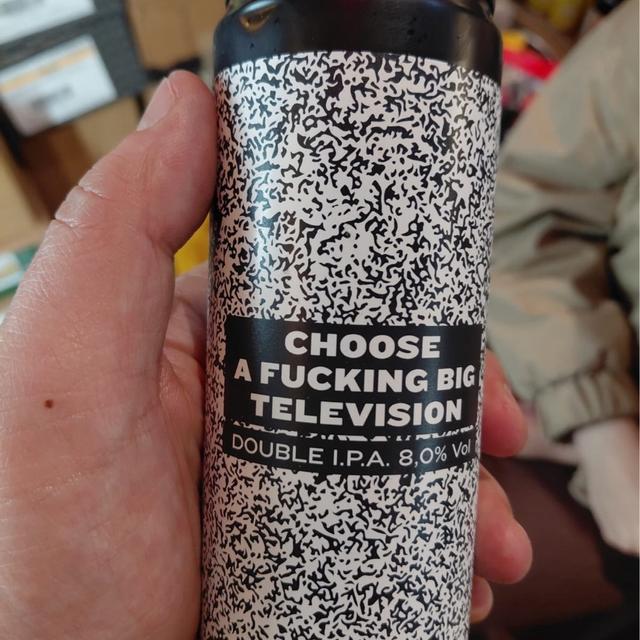 CHOOSE
A FUCKING BIG
TELEVISION
DOUBLE I.P.A. 8,0% Vol